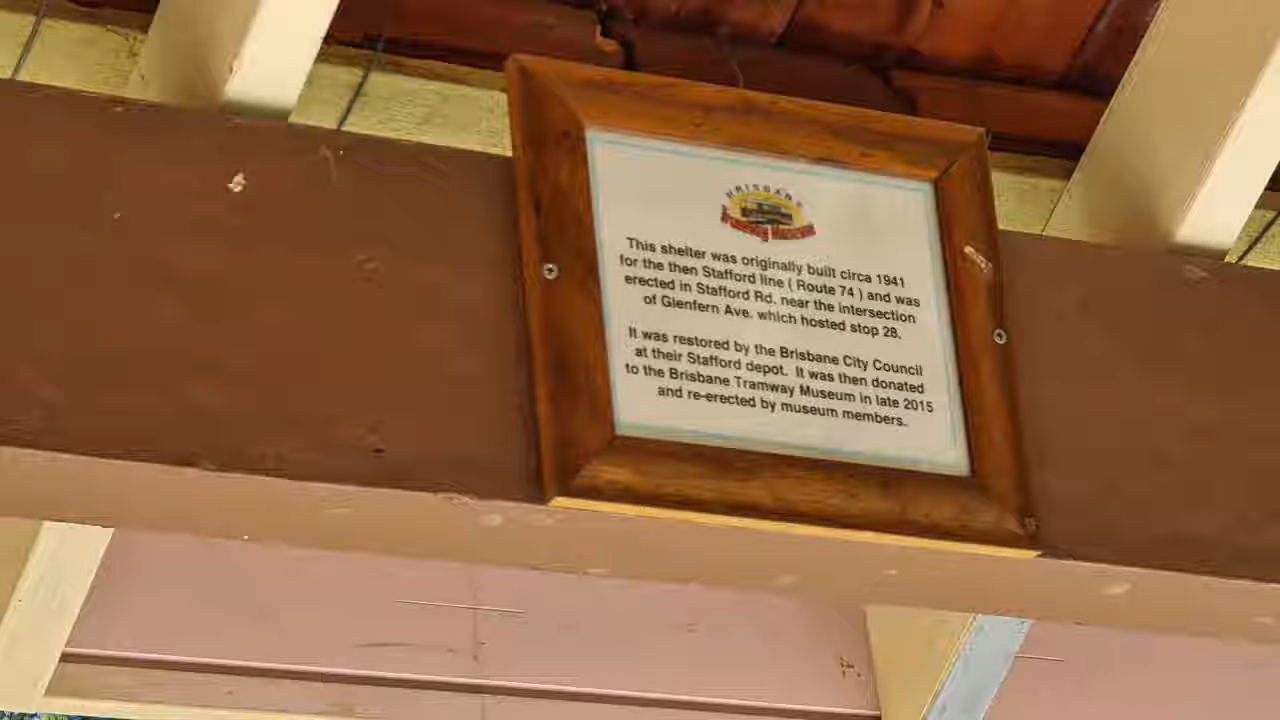 BRISBANE
Tramway Museum
This shelter was originally built circa 1941
for the then Stafford line ( Route 74 ) and was
erected in Stafford Rd. near the intersection
of Glenfern Ave. which hosted stop 28.
It was restored by the Brisbane City Council
at their Stafford depot. It was then donated
to the Brisbane Tramway Museum in late 2015
and re-erected by museum members.